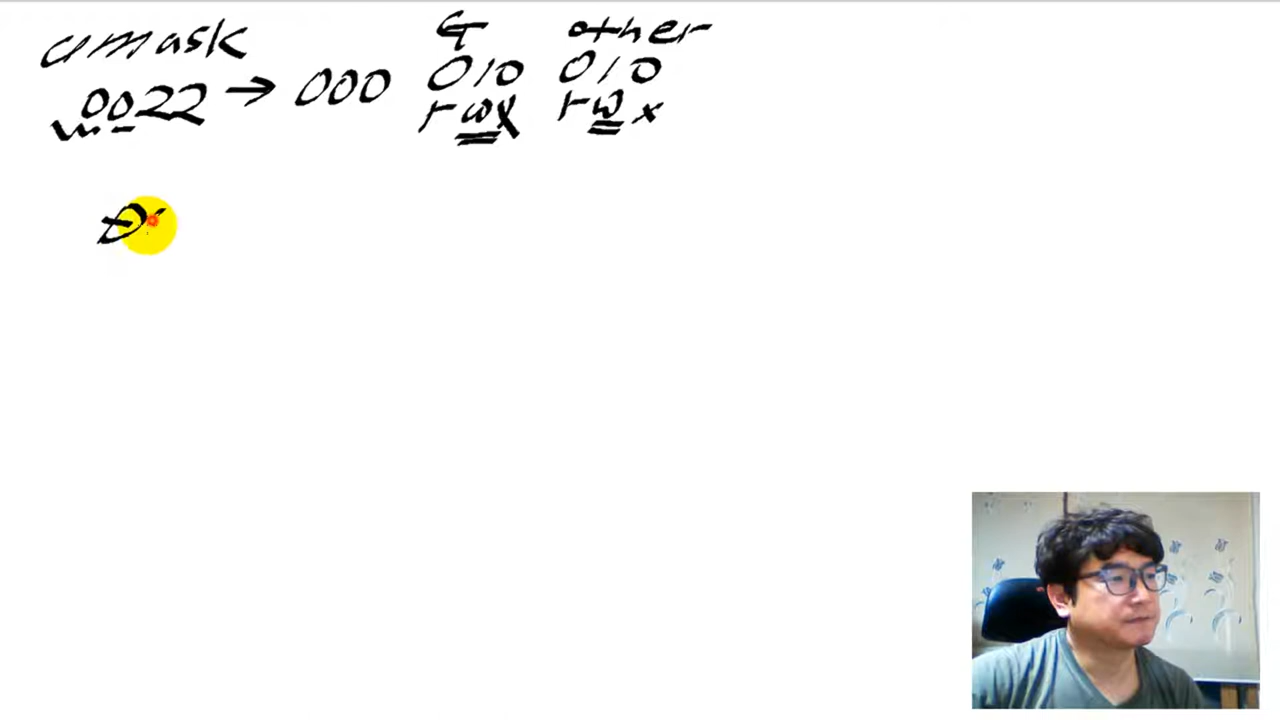 umask G other
0022 → 000 010 010
rwx rwx